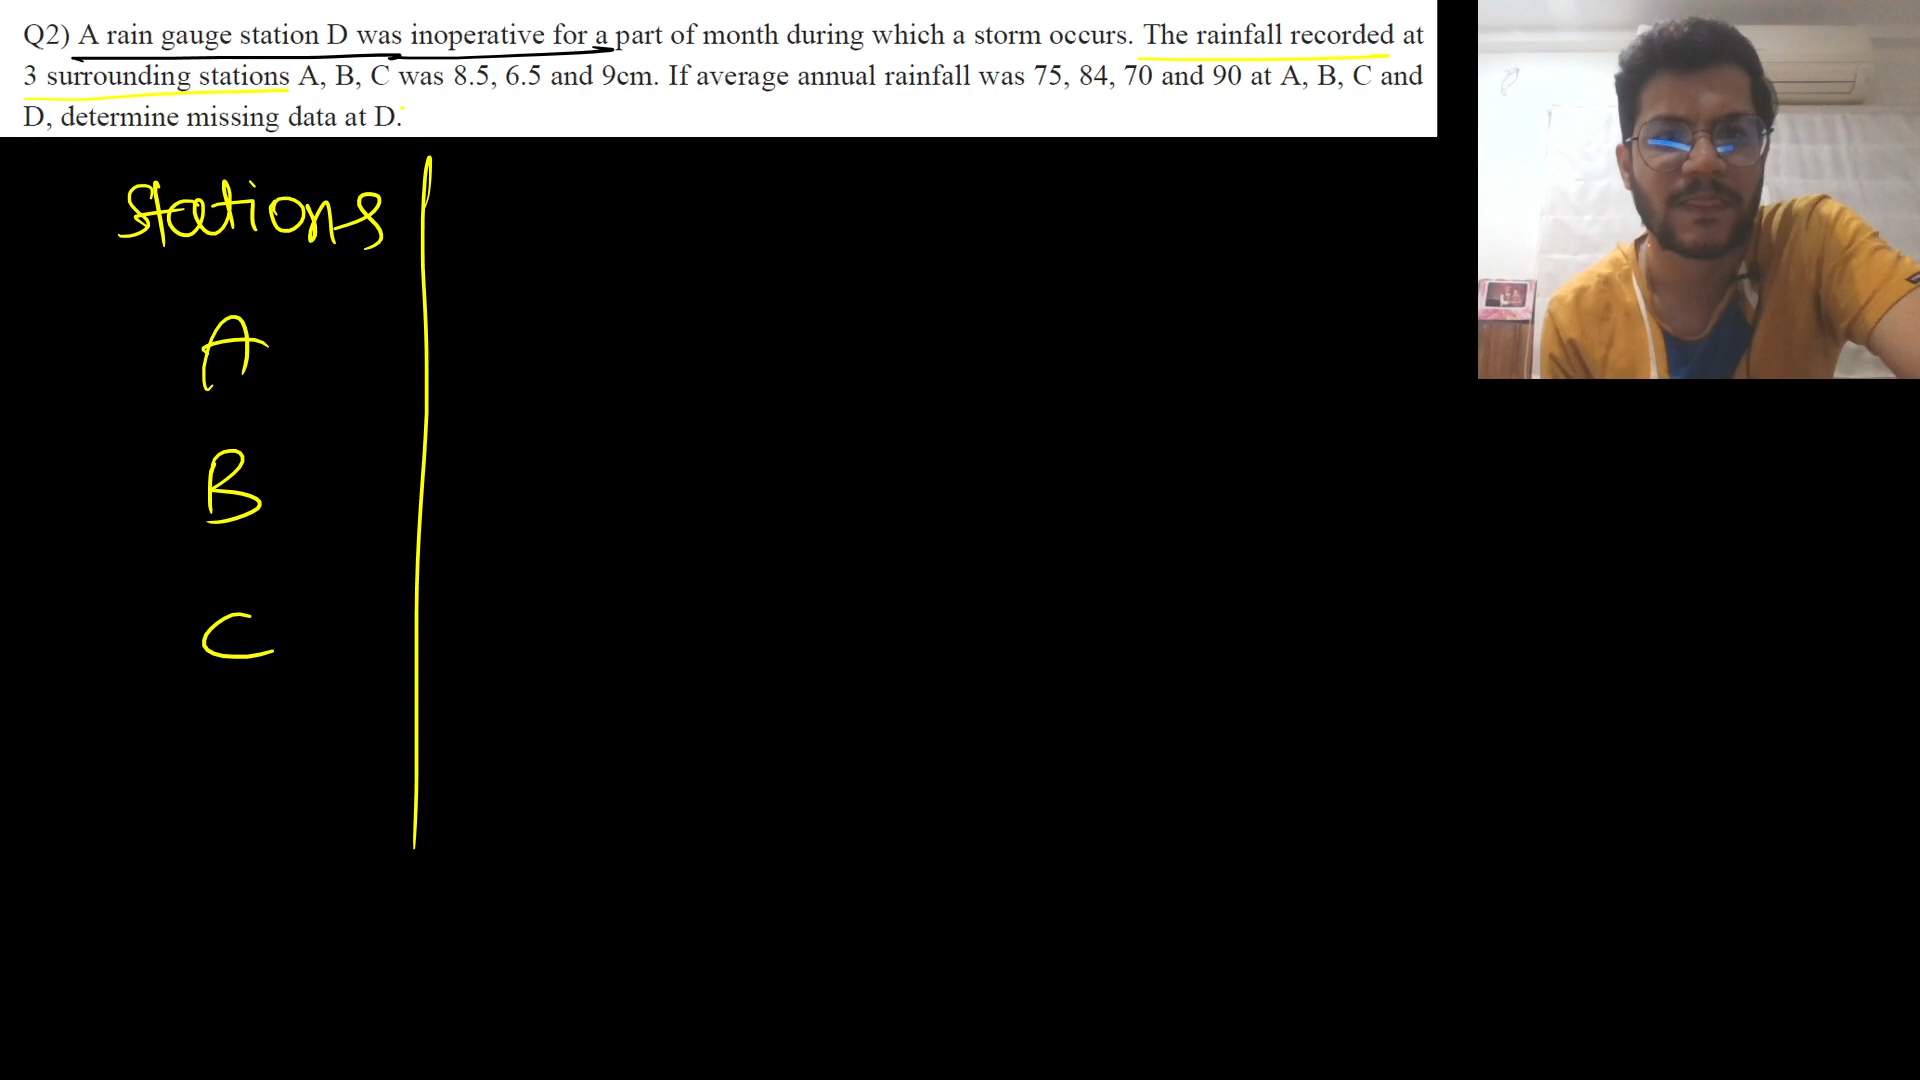 Q2) A rain gauge station D was inoperative for a part of month during which a storm occurs. The rainfall recorded at
3 surrounding stations A, B, C was 8.5, 6.5 and 9cm. If average annual rainfall was 75, 84, 70 and 90 at A, B, C and
D, determine missing data at D.
Stations
A
B
C